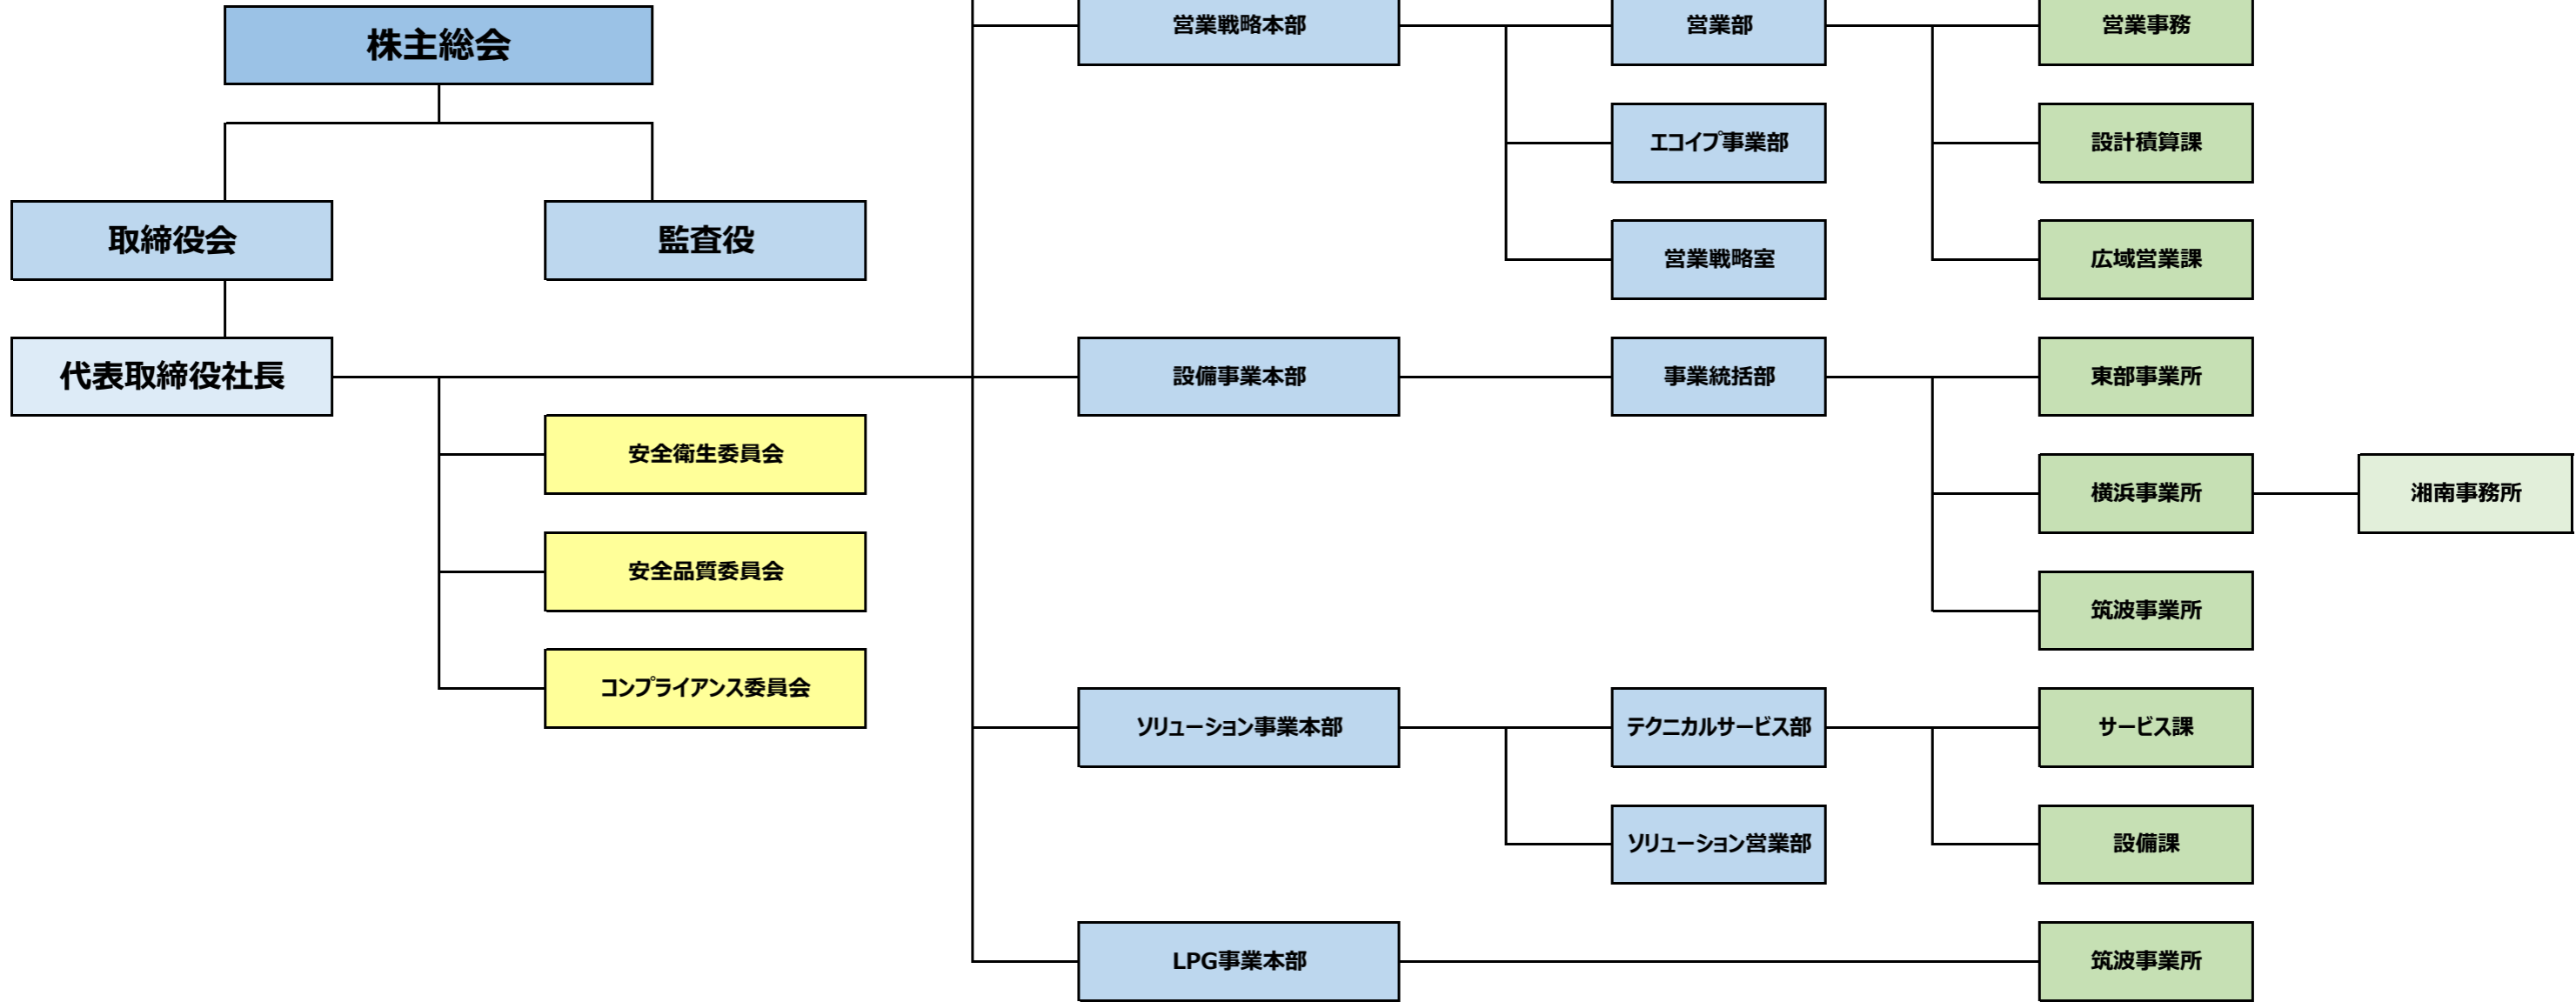 株主総会
取締役会
監査役
代表取締役社長
安全衛生委員会
安全品質委員会
コンプライアンス委員会
営業戦略本部
営業部
営業事務
エコイプ事業部
設計積算課
営業戦略室
広域営業課
設備事業本部
事業統括部
東部事業所
横浜事業所
湘南事務所
筑波事業所
ソリューション事業本部
テクニカルサービス部
サービス課
ソリューション営業部
設備課
LPG事業本部
筑波事業所